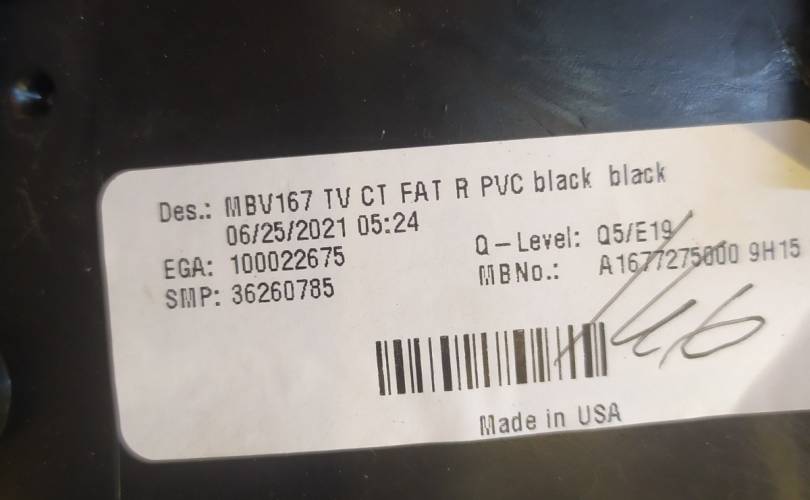 Des.: MBV167 TV CT FAT R PVC black black
06/25/2021 05:24
EGA: 100022675
Q-Level: Q5/E19
SMP: 36260785
MBNo.: A1677275000 9H15
Made in USA